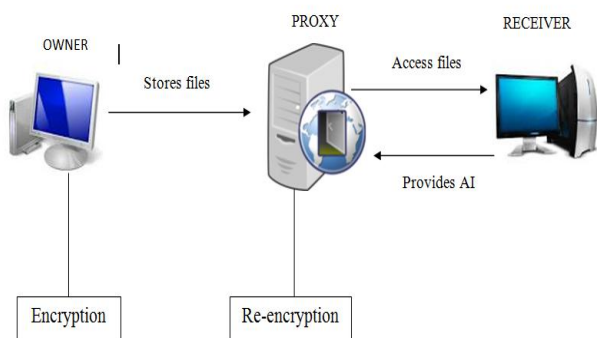 PROXY
RECEIVER
OWNER
Stores files
Access files
Provides AI
Encryption
Re-encryption